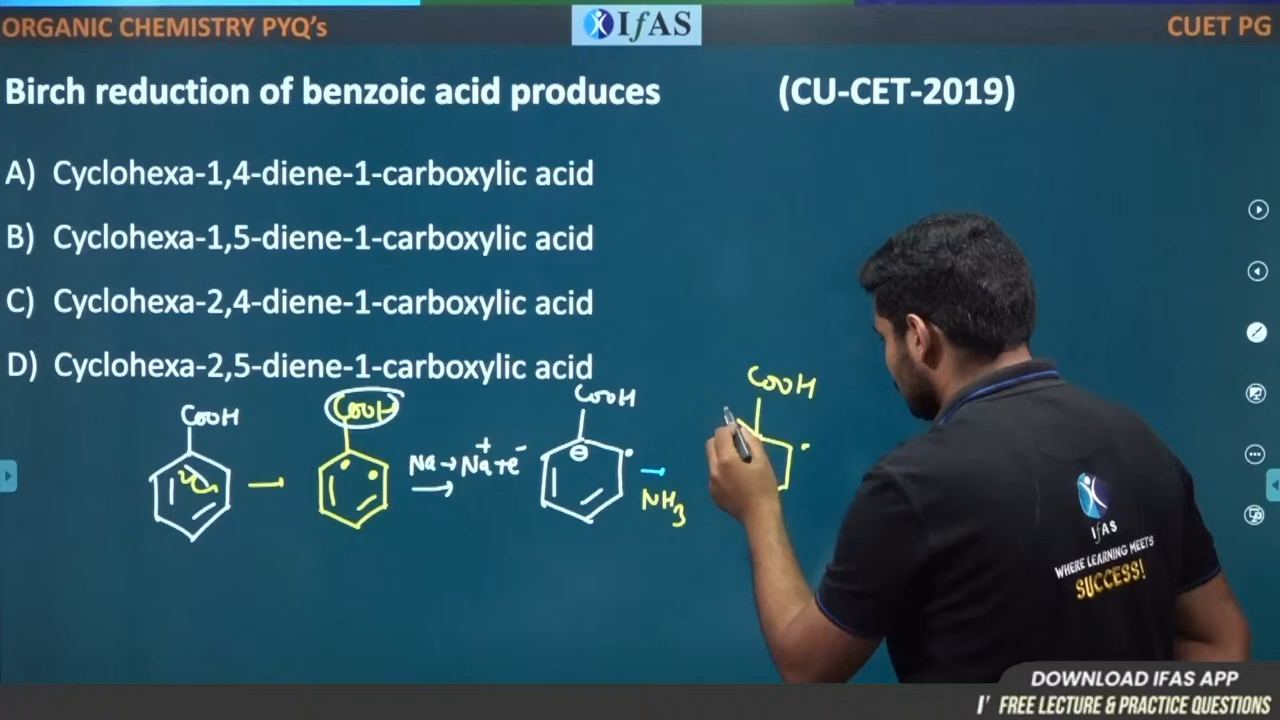 ORGANIC CHEMISTRY PYQ's
IfAS
CUET PG
Birch reduction of benzoic acid produces (CU-CET-2019)
A) Cyclohexa-1,4-diene-1-carboxylic acid
B) Cyclohexa-1,5-diene-1-carboxylic acid
C) Cyclohexa-2,4-diene-1-carboxylic acid
D) Cyclohexa-2,5-diene-1-carboxylic acid
COOH
COOH
COOH
COOH
Na→Na⁺+e⁻
NH₃
IfAS
WHERE LEARNING MEETS
SUCCESS!
DOWNLOAD IFAS APP
FREE LECTURE & PRACTICE QUESTIONS